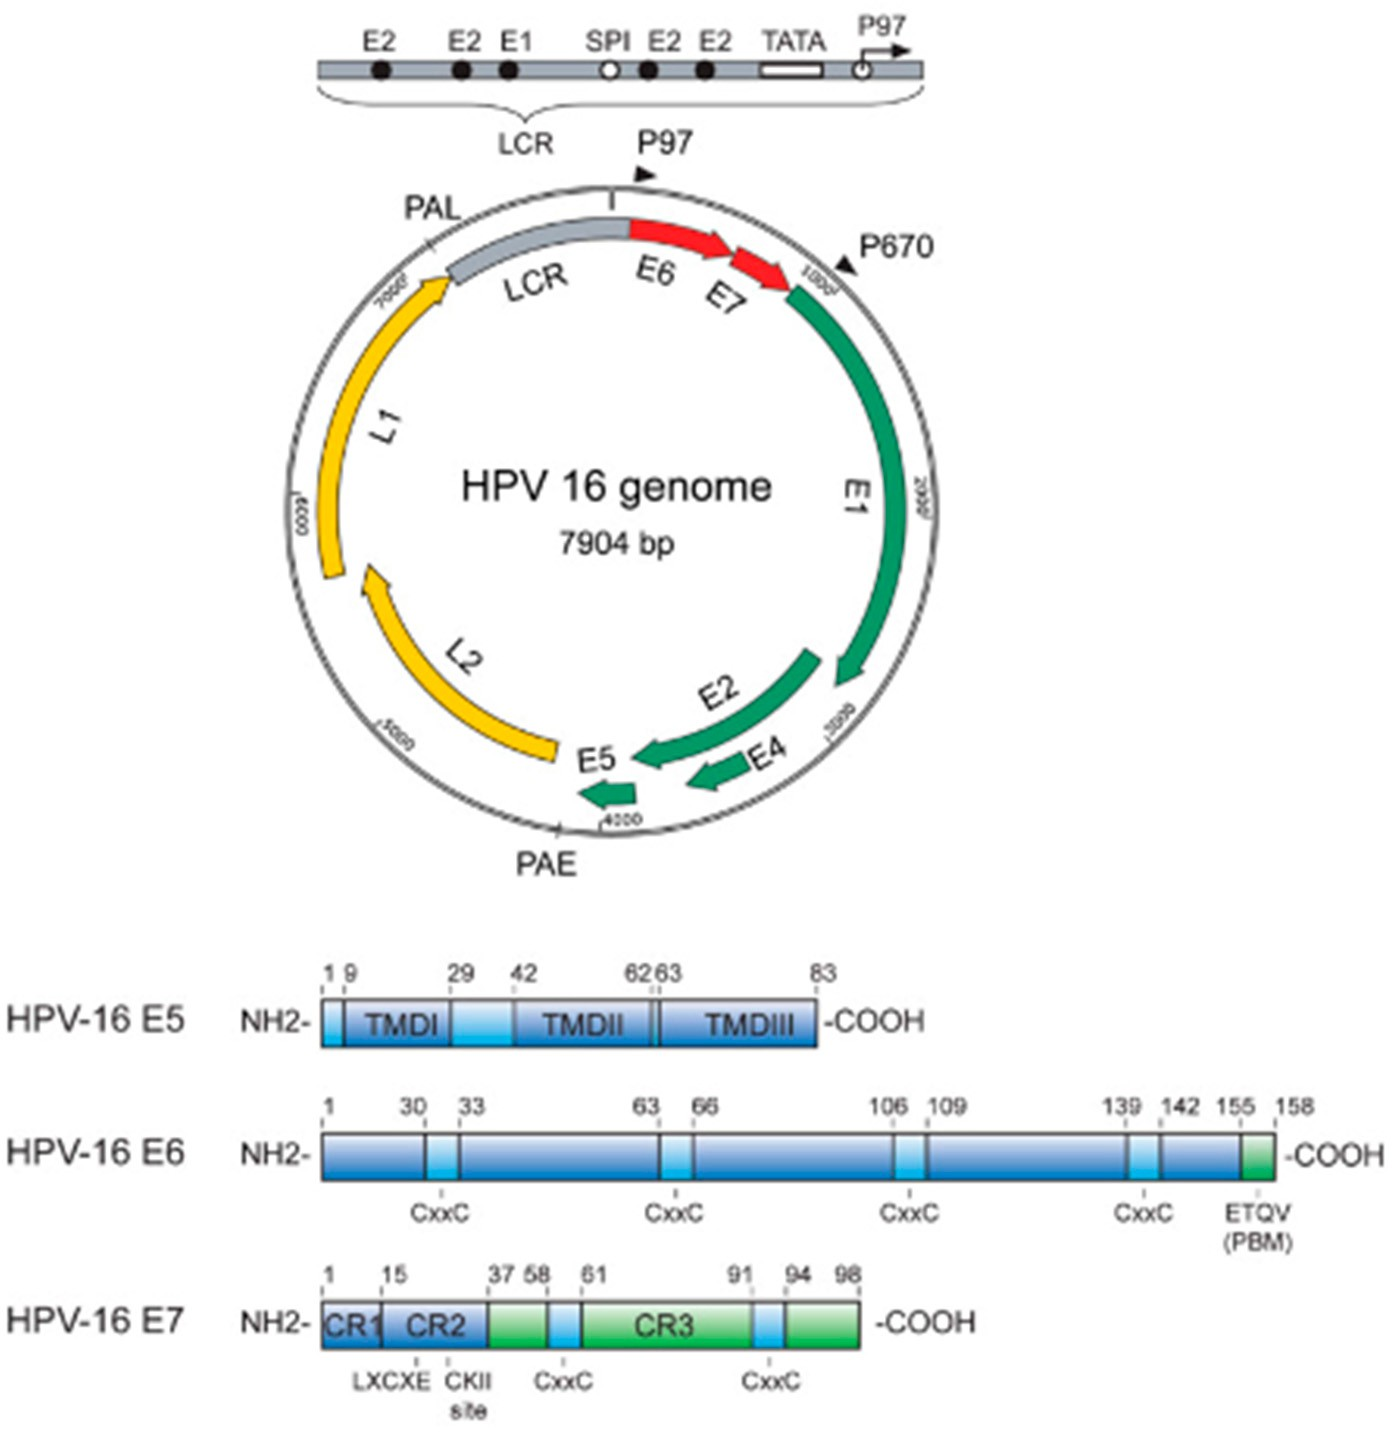 P97
E2 E2 E1 SPI E2 E2 TATA
LCR
P97
PAL
P670
LCR E6 E7
1000
7000
L1
E1
2000
HPV 16 genome
7904 bp
6000
L2
E2
3000
5000
E5
E4
4000
PAE
1 9 29 42 62 63 83
HPV-16 E5 NH2- TMDI TMDII TMDIII -COOH
1 30 33 63 66 106 109 139 142 155 158
HPV-16 E6 NH2- -COOH
CxxC CxxC CxxC CxxC ETQV
(PBM)
1 15 37 58 61 91 94 98
HPV-16 E7 NH2- CR1 CR2 CR3 -COOH
LXCXE CKII CxxC CxxC
site